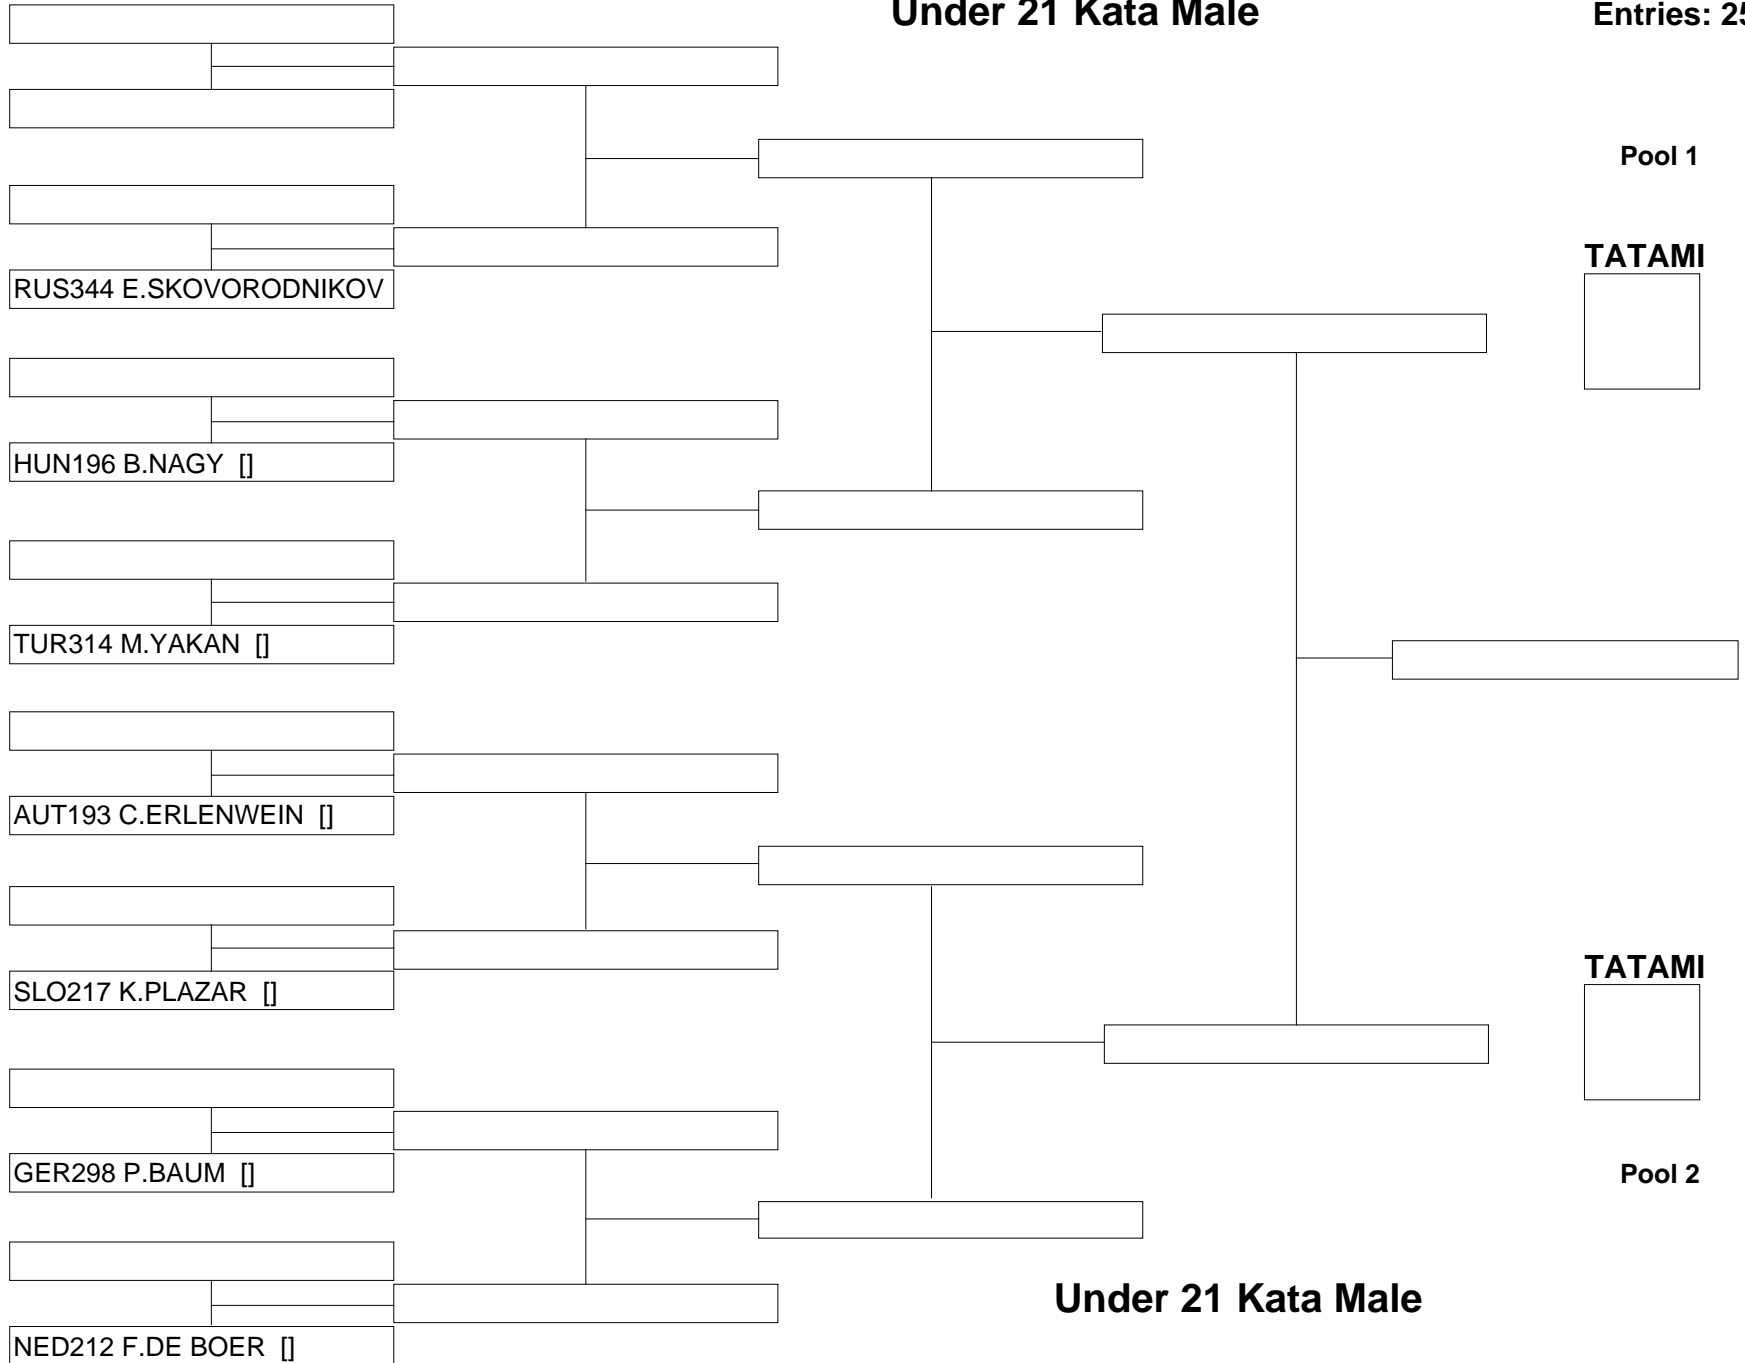 Under 21 Kata Male
Entries: 25
Pool 1
TATAMI
RUS344 E.SKOVORODNIKOV
HUN196 B.NAGY []
TUR314 M.YAKAN []
AUT193 C.ERLENWEIN []
SLO217 K.PLAZAR []
TATAMI
GER298 P.BAUM []
Pool 2
Under 21 Kata Male
NED212 F.DE BOER []